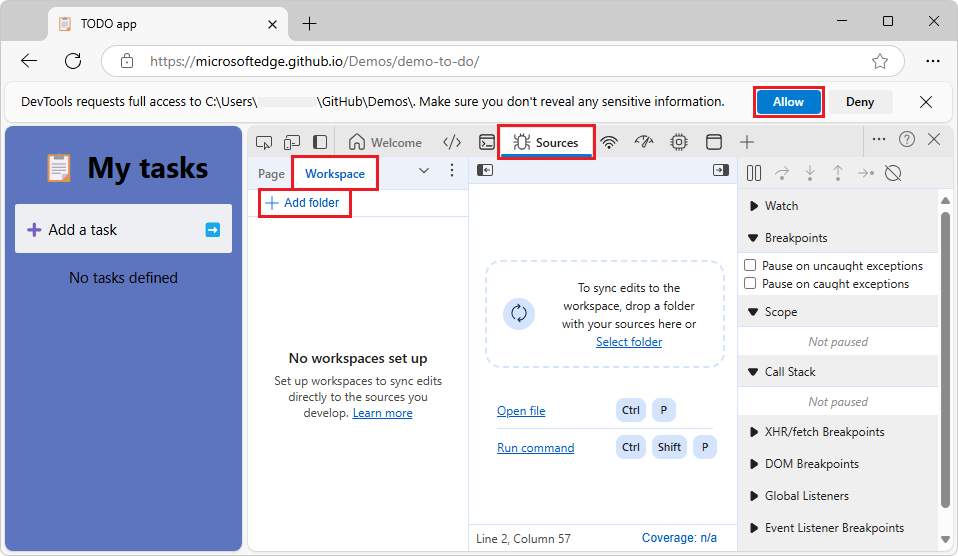 TODO app
https://microsoftedge.github.io/Demos/demo-to-do/
DevTools requests full access to C:\Users\ \GitHub\Demos\. Make sure you don't reveal any sensitive information.
Allow
Deny
My tasks
Add a task
No tasks defined
Welcome
Sources
Page
Workspace
Add folder
No workspaces set up
Set up workspaces to sync edits
directly to the sources you
develop. Learn more
To sync edits to the
workspace, drop a folder
with your sources here or
Select folder
Open file
Ctrl
P
Run command
Ctrl
Shift
P
Line 2, Column 57
Coverage: n/a
Watch
Breakpoints
Pause on uncaught exceptions
Pause on caught exceptions
Scope
Not paused
Call Stack
Not paused
XHR/fetch Breakpoints
DOM Breakpoints
Global Listeners
Event Listener Breakpoints